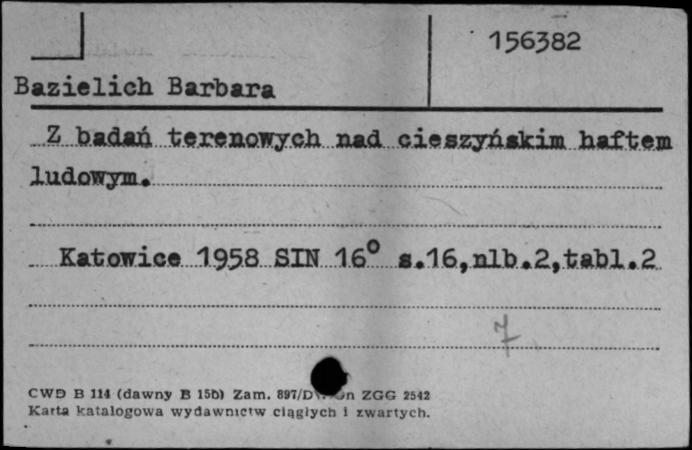 156382
Bazielich Barbara
Z badań terenowych nad cieszyńskim haftem
ludowym.
Katowice 1958 SIN 16° s.16,nlb.2,tabl.2
7
CWD B 114 (dawny B 15b) Zam. 897/D ZGG 2542
Karta katalogowa wydawnictw ciągłych i zwartych.